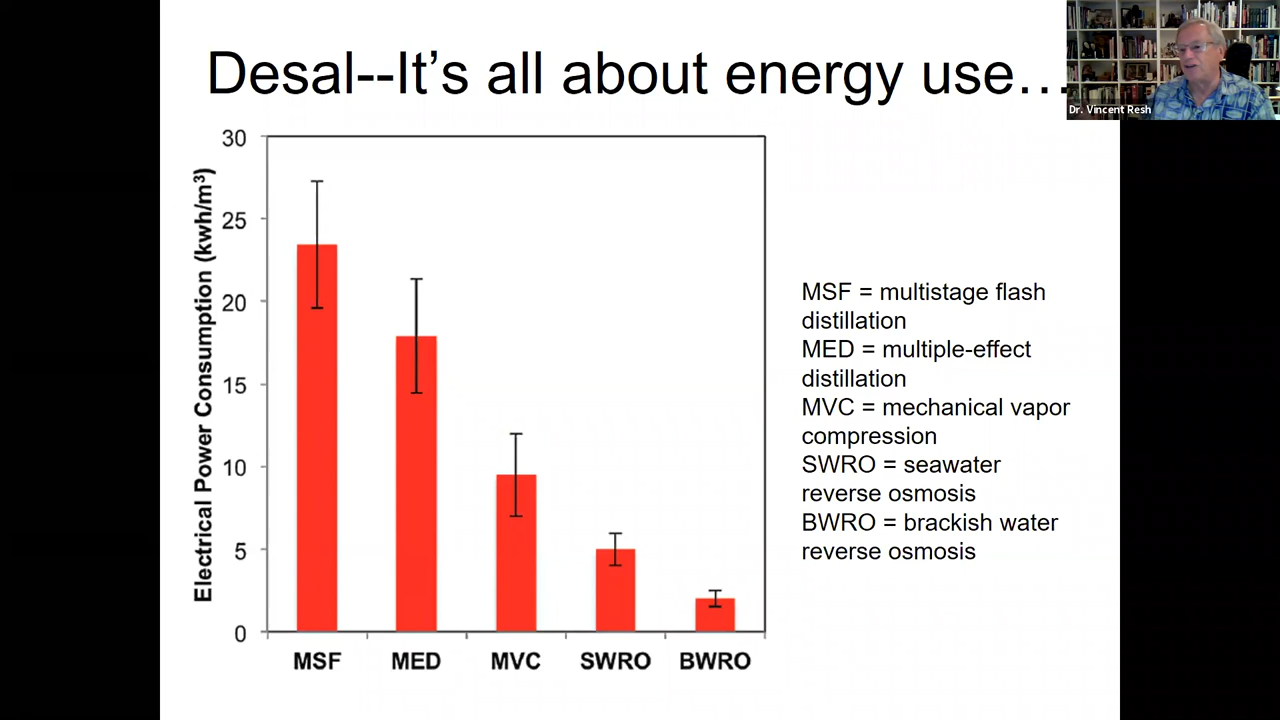 Desal--It’s all about energy use…
Dr. Vincent Resh
Electrical Power Consumption (kwh/m³)
30
25
20
15
10
5
0
MSF MED MVC SWRO BWRO
MSF = multistage flash
distillation
MED = multiple-effect
distillation
MVC = mechanical vapor
compression
SWRO = seawater
reverse osmosis
BWRO = brackish water
reverse osmosis